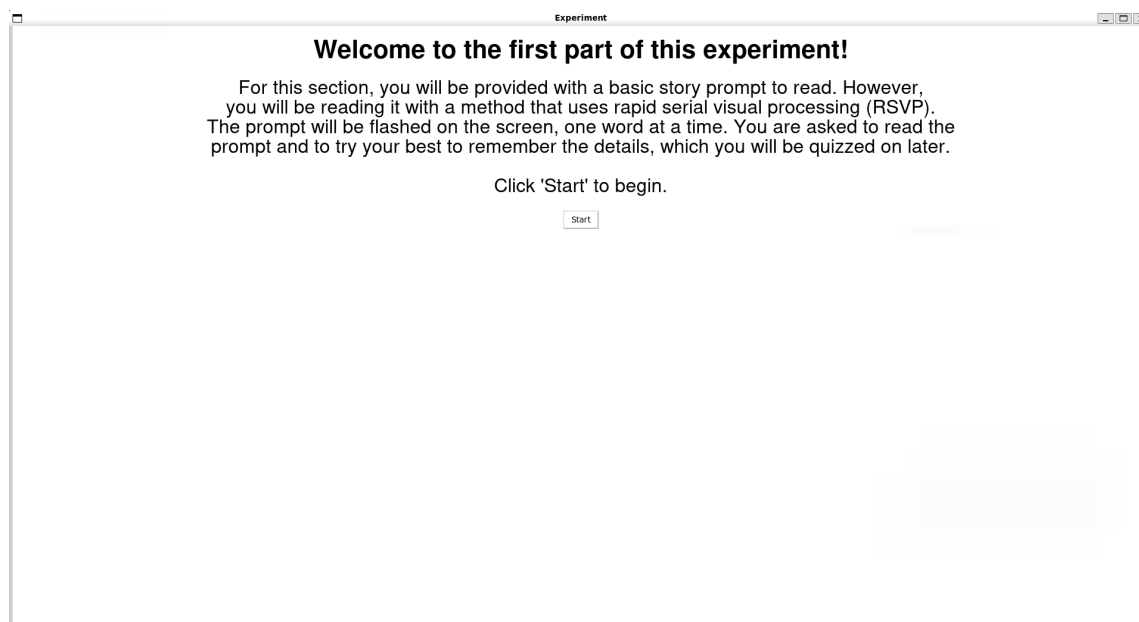 Experiment
Welcome to the first part of this experiment!
For this section, you will be provided with a basic story prompt to read. However,
you will be reading it with a method that uses rapid serial visual processing (RSVP).
The prompt will be flashed on the screen, one word at a time. You are asked to read the
prompt and to try your best to remember the details, which you will be quizzed on later.
Click 'Start' to begin.
Start